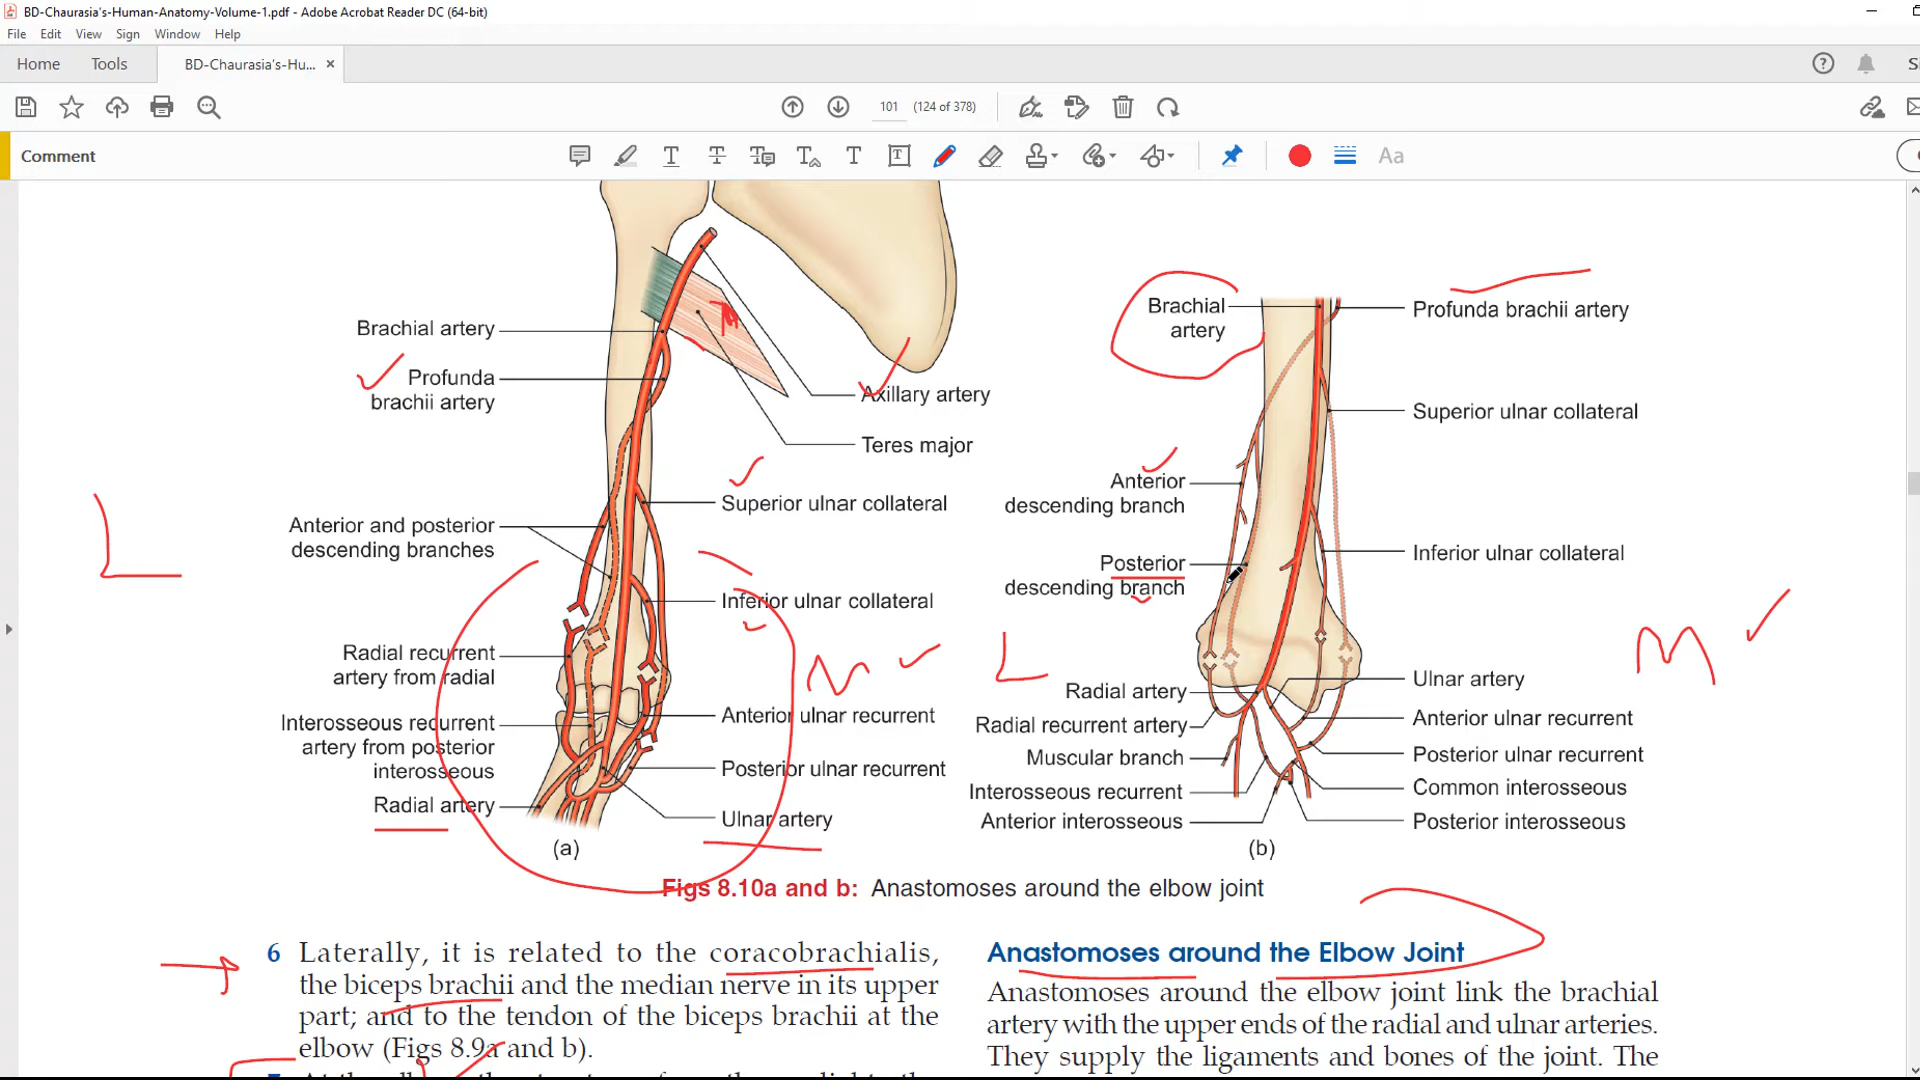 BD-Chaurasia's-Human-Anatomy-Volume-1.pdf - Adobe Acrobat Reader DC (64-bit)
File Edit View Sign Window Help
Home Tools BD-Chaurasia's-Hu... ×
101 (124 of 378)
Comment
Aa
Brachial artery
Profunda
brachii artery
Anterior and posterior
descending branches
Radial recurrent
artery from radial
Interosseous recurrent
artery from posterior
interosseous
Radial artery
Axillary artery
Teres major
Superior ulnar collateral
Inferior ulnar collateral
Anterior ulnar recurrent
Posterior ulnar recurrent
Ulnar artery
L
M
M
(a)
Brachial
artery
Anterior
descending branch
Posterior
descending branch
Radial artery
Radial recurrent artery
Muscular branch
Interosseous recurrent
Anterior interosseous
Profunda brachii artery
Superior ulnar collateral
Inferior ulnar collateral
Ulnar artery
Anterior ulnar recurrent
Posterior ulnar recurrent
Common interosseous
Posterior interosseous
L
M
(b)
Figs 8.10a and b: Anastomoses around the elbow joint
6 Laterally, it is related to the coracobrachialis,
the biceps brachii and the median nerve in its upper
part; and to the tendon of the biceps brachii at the
elbow (Figs 8.9a and b).
Anastomoses around the Elbow Joint
Anastomoses around the elbow joint link the brachial
artery with the upper ends of the radial and ulnar arteries.
They supply the ligaments and bones of the joint. The